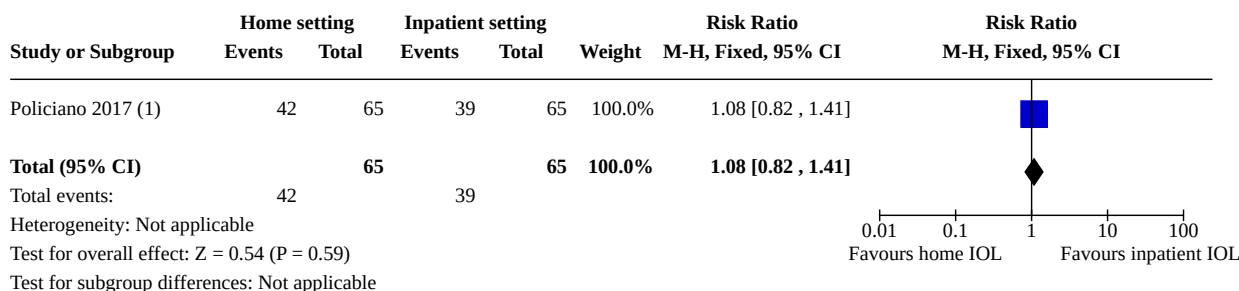 Home setting Inpatient setting Risk Ratio Risk Ratio
Study or Subgroup Events Total Events Total Weight M-H, Fixed, 95% CI M-H, Fixed, 95% CI
Policiano 2017 (1) 42 65 39 65 100.0% 1.08 [0.82 , 1.41]
Total (95% CI) 65 65 100.0% 1.08 [0.82 , 1.41]
Total events: 42 39
Heterogeneity: Not applicable
0.01 0.1 1 10 100
Test for overall effect: Z = 0.54 (P = 0.59) Favours home IOL Favours inpatient IOL
Test for subgroup differences: Not applicable